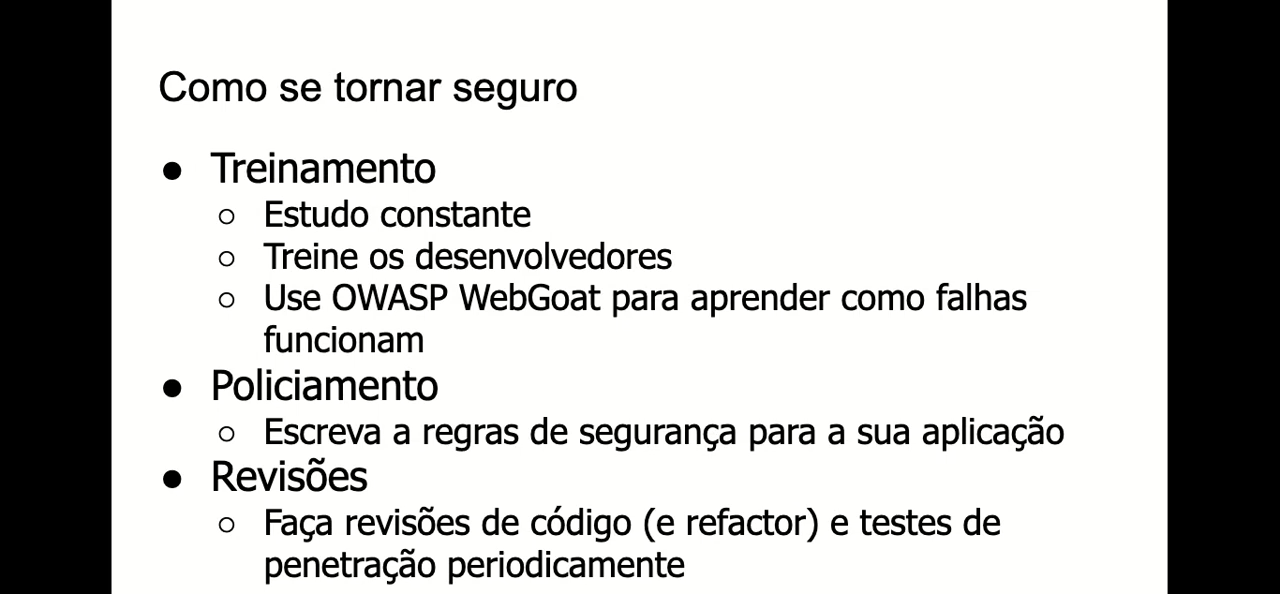 Como se tornar seguro
● Treinamento
○ Estudo constante
○ Treine os desenvolvedores
○ Use OWASP WebGoat para aprender como falhas
funcionam
● Policiamento
○ Escreva a regras de segurança para a sua aplicação
● Revisões
○ Faça revisões de código (e refactor) e testes de
penetração periodicamente